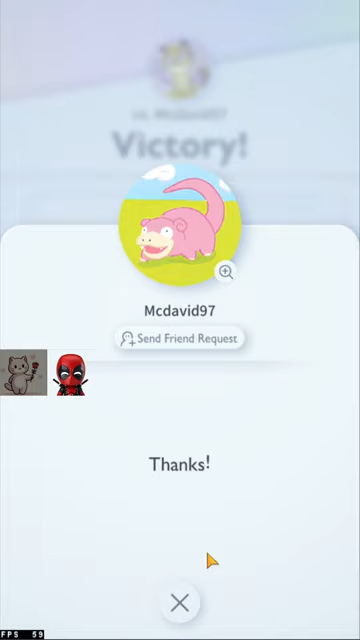 vs. Mcdavid97
Victory!
Mcdavid97
Send Friend Request
Thanks!
FPS 59